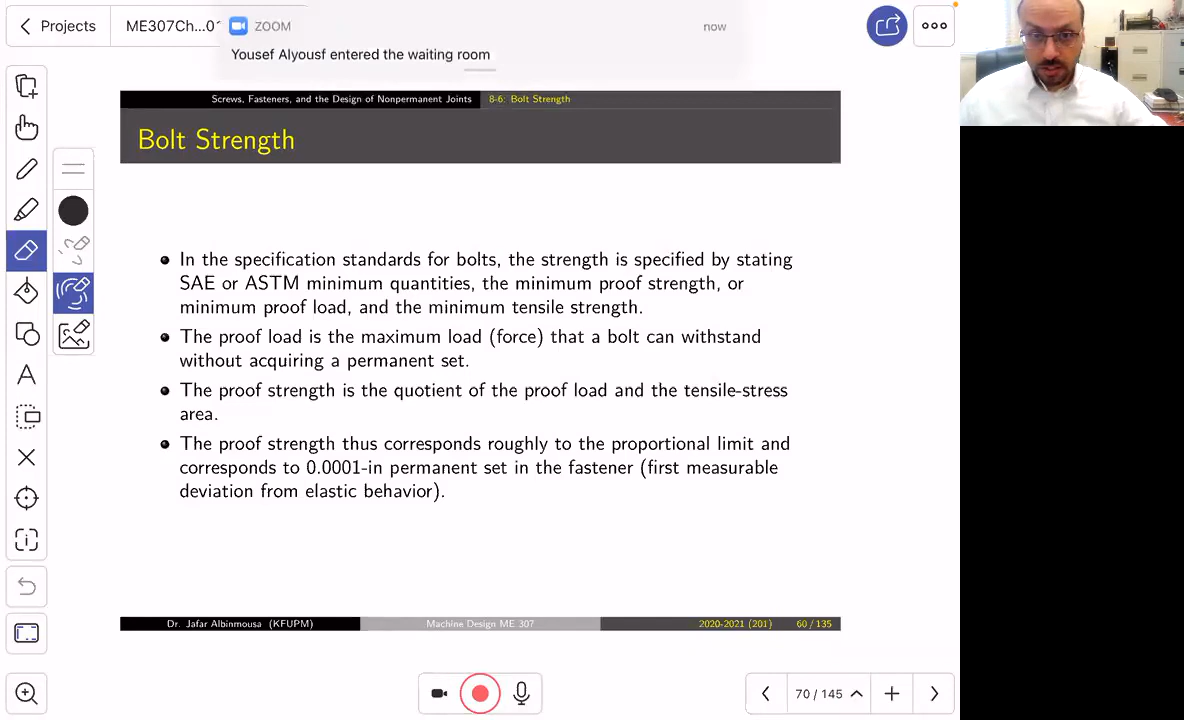 Projects
ME307Ch...0
ZOOM
now
Yousef Alyousf entered the waiting room
Screws, Fasteners, and the Design of Nonpermanent Joints
8-6: Bolt Strength
Bolt Strength
In the specification standards for bolts, the strength is specified by stating
SAE or ASTM minimum quantities, the minimum proof strength, or
minimum proof load, and the minimum tensile strength.
The proof load is the maximum load (force) that a bolt can withstand
without acquiring a permanent set.
The proof strength is the quotient of the proof load and the tensile-stress
area.
The proof strength thus corresponds roughly to the proportional limit and
corresponds to 0.0001-in permanent set in the fastener (first measurable
deviation from elastic behavior).
Dr. Jafar Albinmousa (KFUPM)
Machine Design ME 307
2020-2021 (201)
60 / 135
70 / 145